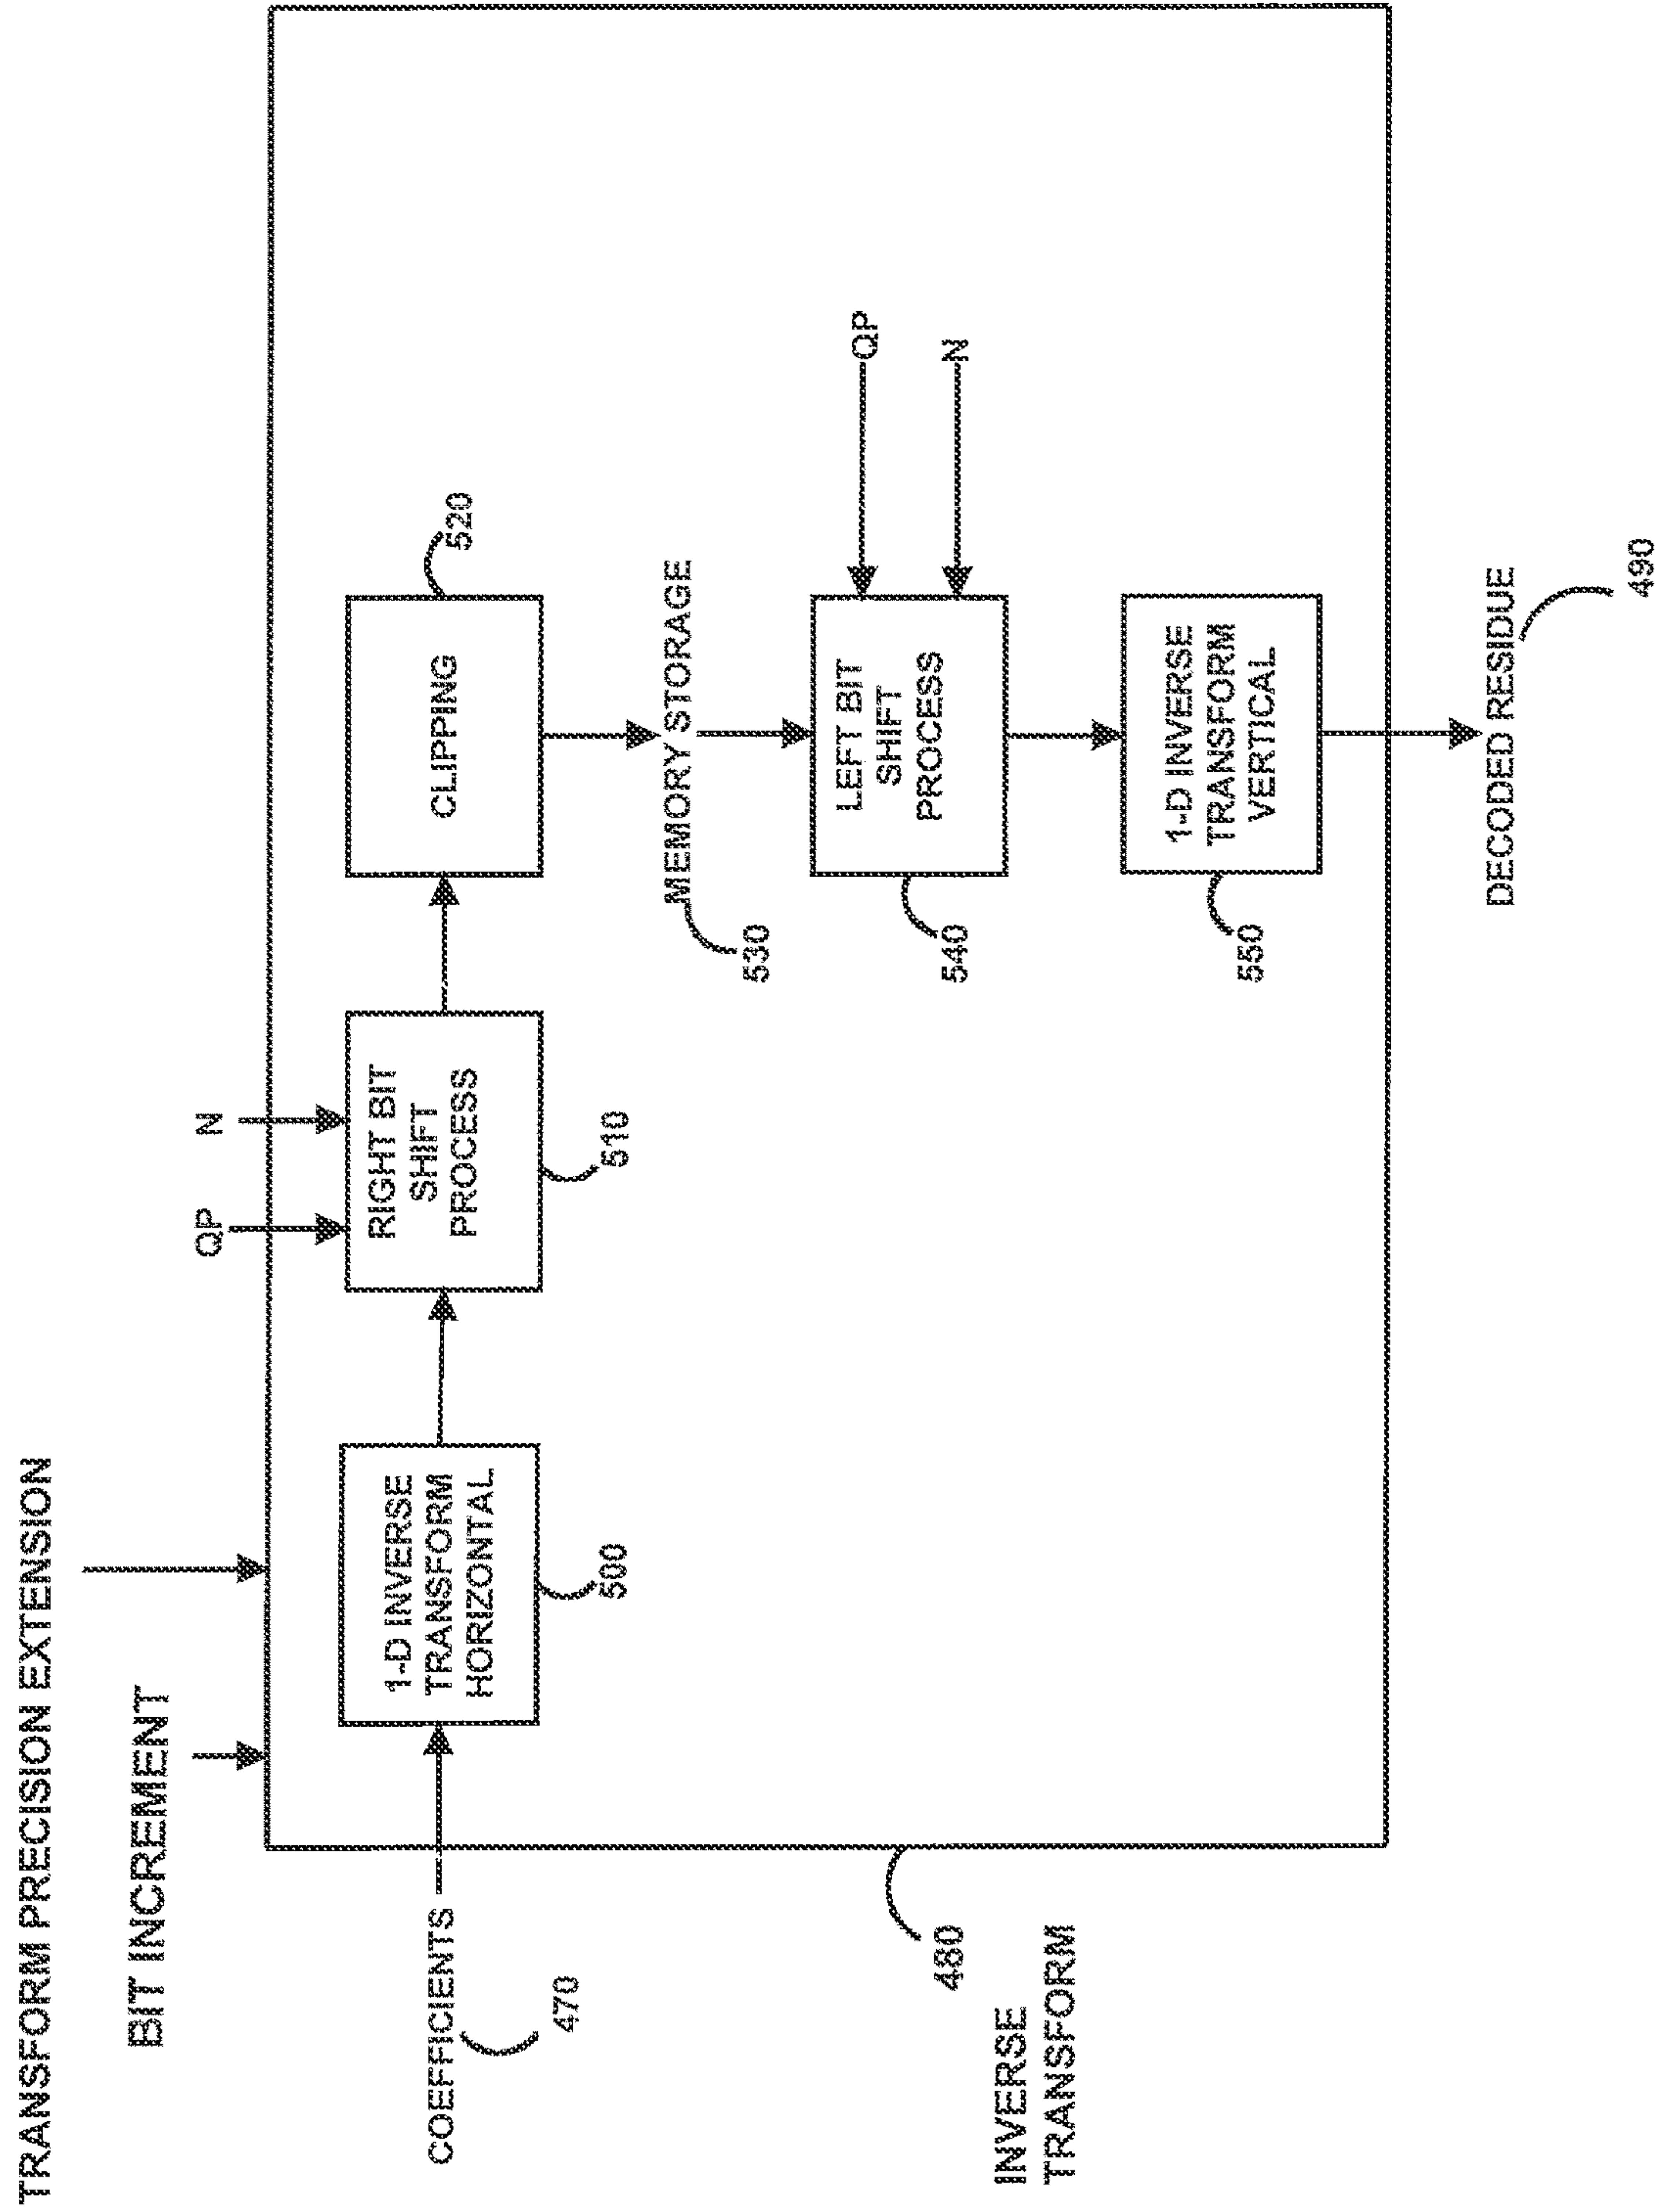 TRANSFORM PRECISION EXTENSION
BIT INCREMENT
QP
N
COEFFICIENTS
470
1-D INVERSE
TRANSFORM
HORIZONTAL
500
RIGHT BIT
SHIFT
PROCESS
510
CLIPPING
520
MEMORY STORAGE
530
LEFT BIT
SHIFT
PROCESS
540
QP
N
1-D INVERSE
TRANSFORM
VERTICAL
550
480
INVERSE
TRANSFORM
DECODED RESIDUE
490